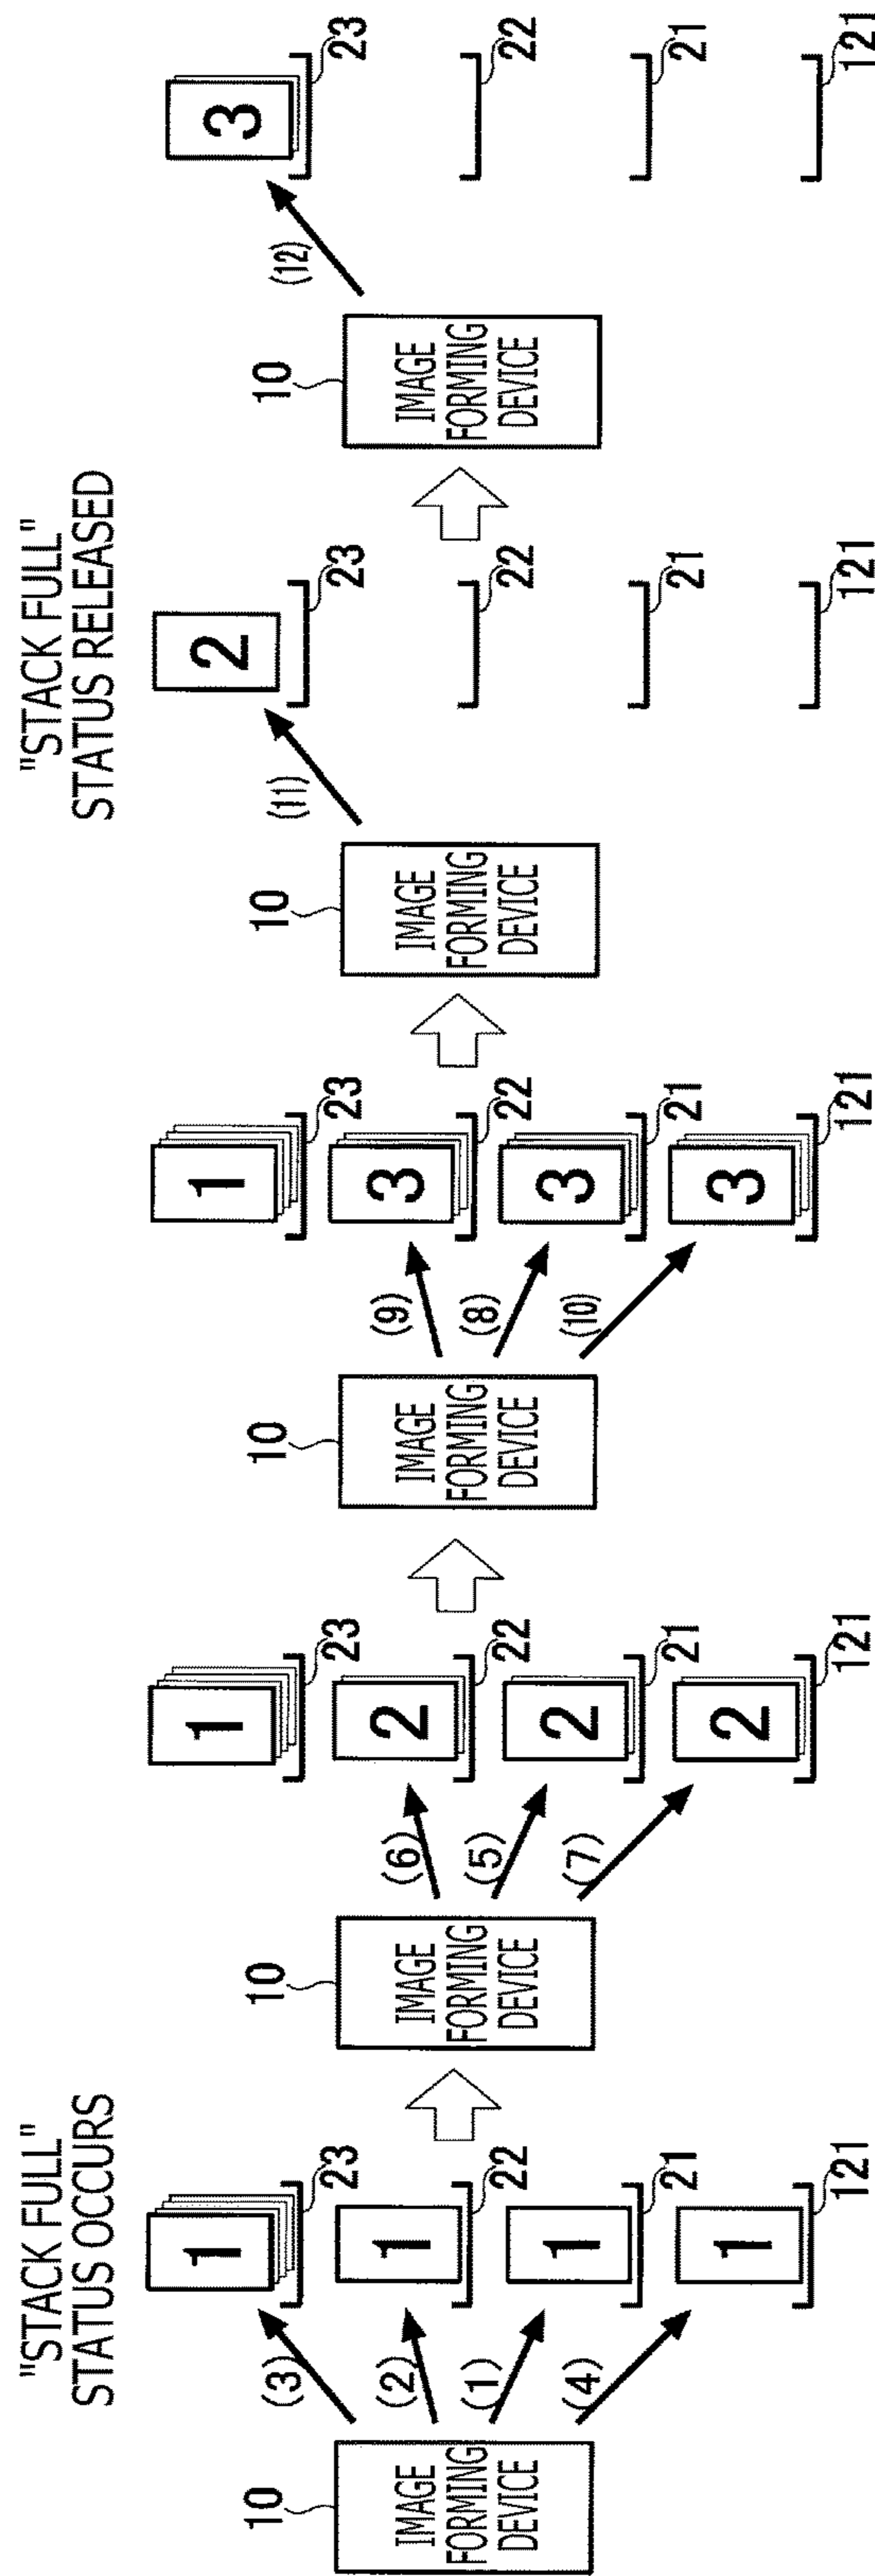 "STACK FULL"
STATUS OCCURS
10
IMAGE
FORMING
DEVICE
(3)
(2)
(1)
(4)
1
23
1
22
1
21
1
121
10
IMAGE
FORMING
DEVICE
(6)
(5)
(7)
1
23
2
22
2
21
2
121
10
IMAGE
FORMING
DEVICE
(9)
(8)
(10)
1
23
3
22
3
21
3
121
"STACK FULL"
STATUS RELEASED
10
IMAGE
FORMING
DEVICE
(11)
2
23
22
21
121
10
IMAGE
FORMING
DEVICE
(12)
3
23
22
21
121